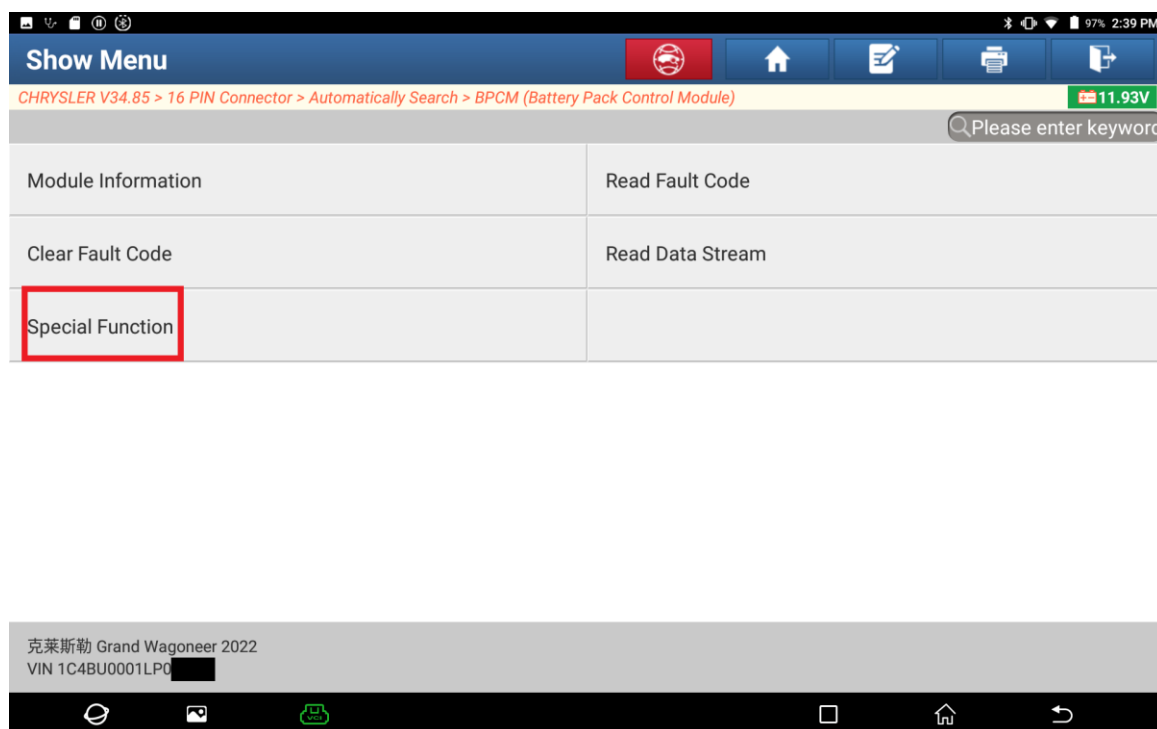 97% 2:39 PM
Show Menu
CHRYSLER V34.85 > 16 PIN Connector > Automatically Search > BPCM (Battery Pack Control Module)
11.93V
Please enter keyword
Module Information
Read Fault Code
Clear Fault Code
Read Data Stream
Special Function
克莱斯勒 Grand Wagoneer 2022
VIN 1C4BU0001LP0
VCI